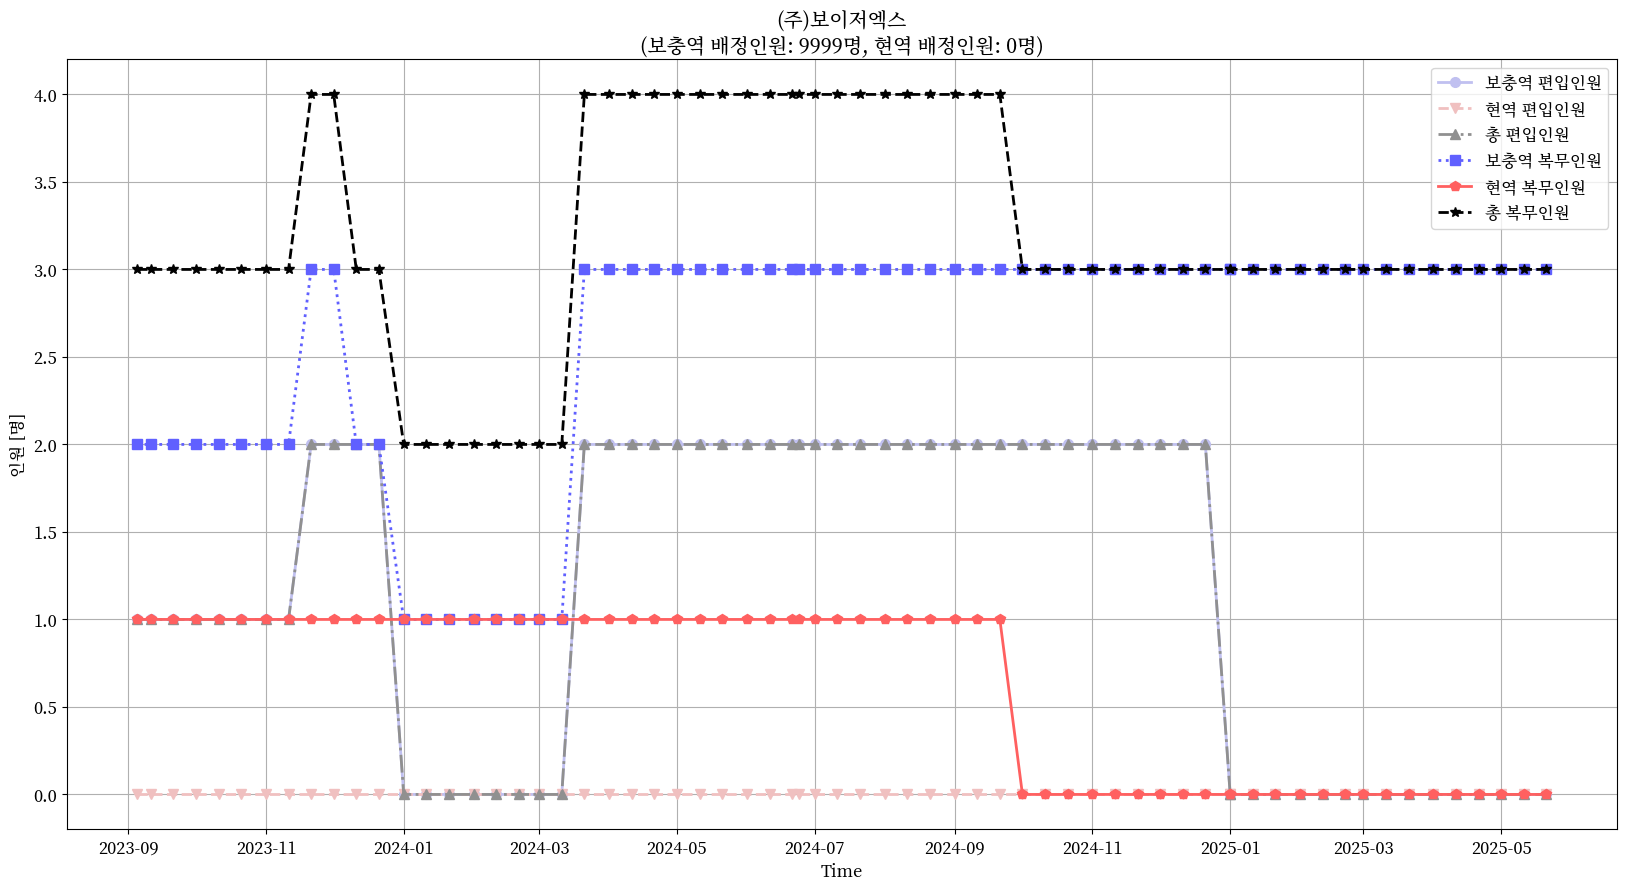 (주)보이저엑스
(보충역 배정인원: 9999명, 현역 배정인원: 0명)
보충역 편입인원
현역 편입인원
총 편입인원
보충역 복무인원
현역 복무인원
총 복무인원
인원 [명]
4.0
3.5
3.0
2.5
2.0
1.5
1.0
0.5
0.0
2023-09
2023-11
2024-01
2024-03
2024-05
2024-07
2024-09
2024-11
2025-01
2025-03
2025-05
Time